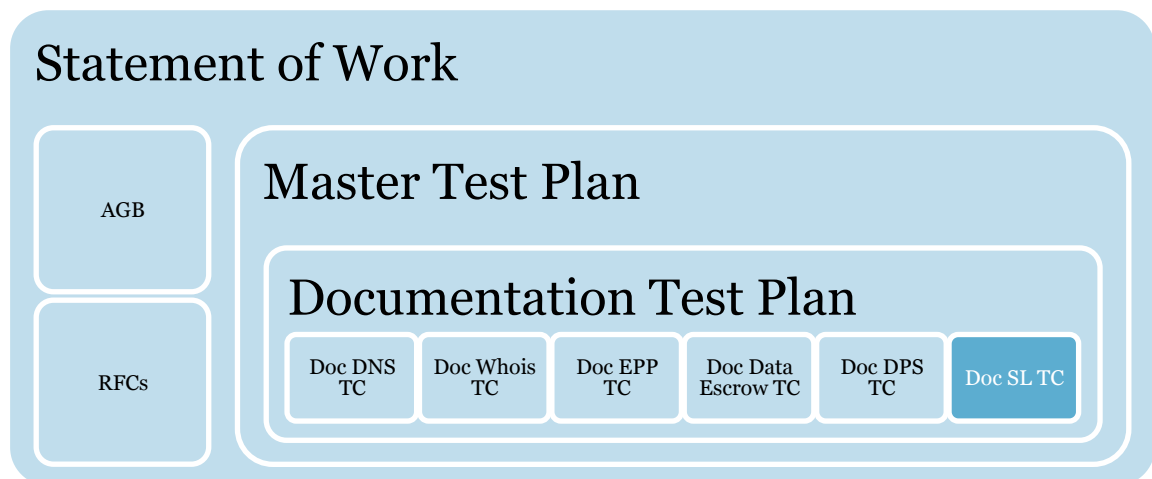 Statement of Work
AGB
RFCs
Master Test Plan
Documentation Test Plan
Doc DNS
TC
Doc Whois
TC
Doc EPP
TC
Doc Data
Escrow TC
Doc DPS
TC
Doc SL TC